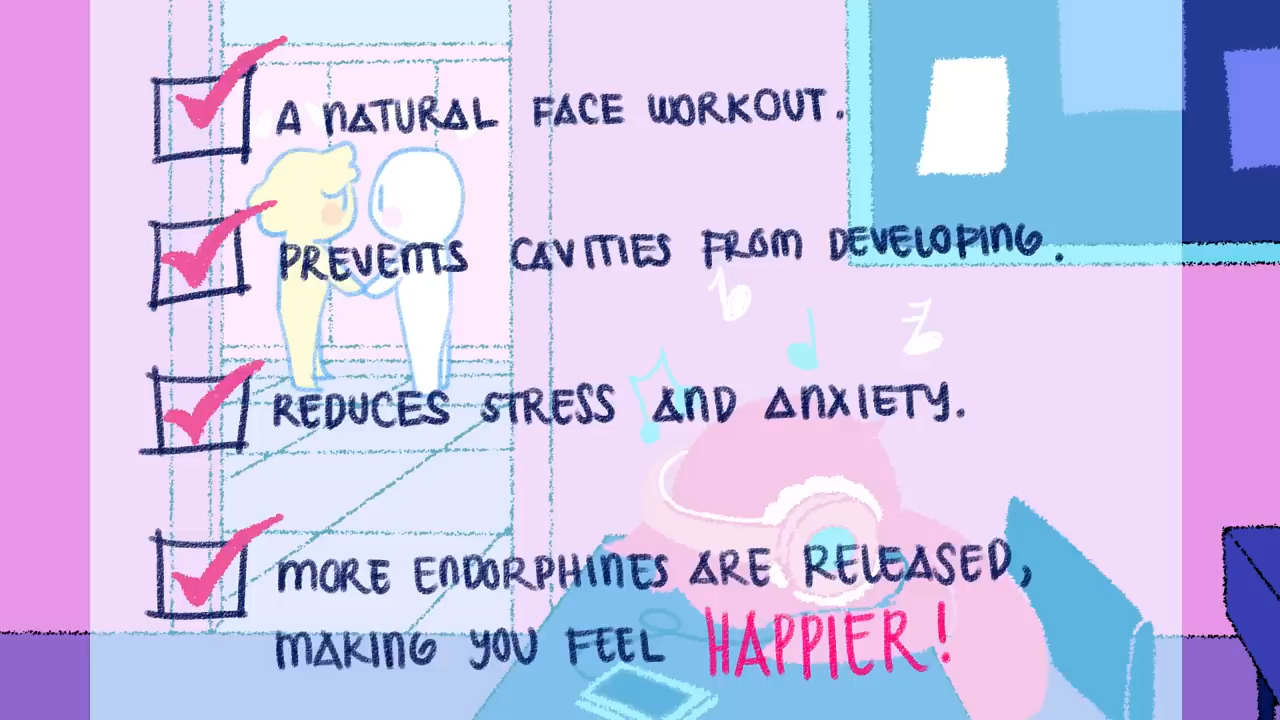 A NATURAL FACE WORKOUT.
PREVENTS CAVITIES FROM DEVELOPING.
REDUCES STRESS AND ANXIETY.
MORE ENDORPHINES ARE RELEASED,
MAKING YOU FEEL HAPPIER!